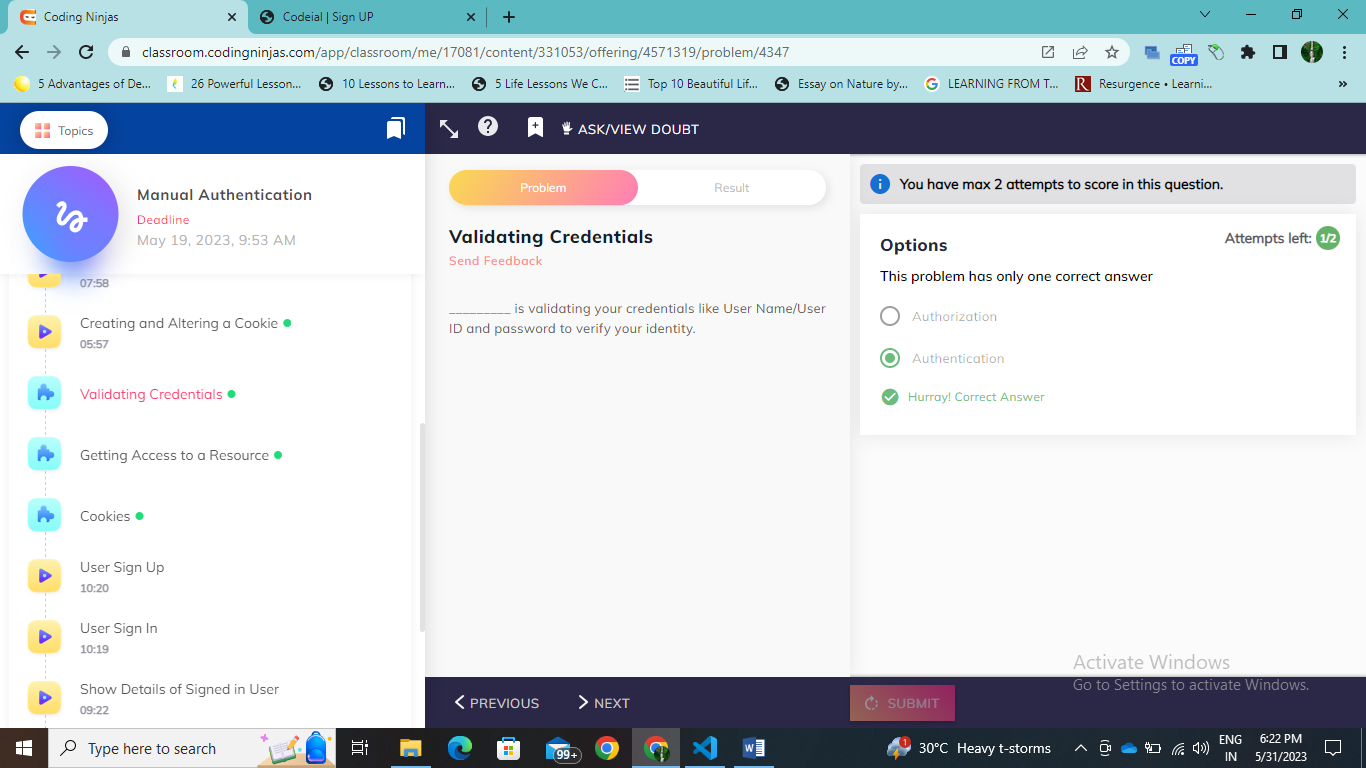 Coding Ninjas
Codeial | Sign UP
classroom.codingninjas.com/app/classroom/me/17081/content/331053/offering/4571319/problem/4347
COPY
5 Advantages of De...
26 Powerful Lesson...
10 Lessons to Learn...
5 Life Lessons We C...
Top 10 Beautiful Lif...
Essay on Nature by...
LEARNING FROM T...
Resurgence • Learni...
Topics
ASK/VIEW DOUBT
Manual Authentication
Deadline
May 19, 2023, 9:53 AM
07:58
Creating and Altering a Cookie
05:57
Validating Credentials
Getting Access to a Resource
Cookies
User Sign Up
10:20
User Sign In
10:19
Show Details of Signed in User
09:22
Problem
Result
Validating Credentials
Send Feedback
_________ is validating your credentials like User Name/User
ID and password to verify your identity.
PREVIOUS
NEXT
You have max 2 attempts to score in this question.
Options
Attempts left: 1/2
This problem has only one correct answer
Authorization
Authentication
Hurray! Correct Answer
SUBMIT
Activate Windows
Go to Settings to activate Windows.
Type here to search
99+
1
30°C Heavy t-storms
ENG
IN
6:22 PM
5/31/2023